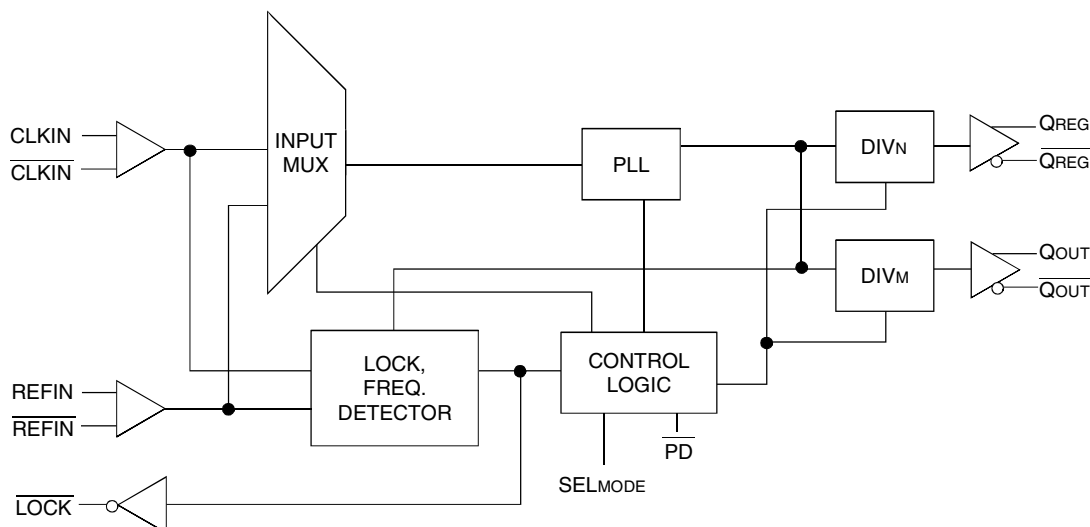 CLKIN
CLKIN
INPUT
MUX
PLL
DIVN
QREG
QREG
DIVM
QOUT
QOUT
REFIN
REFIN
LOCK,
FREQ.
DETECTOR
CONTROL
LOGIC
SELMODE
PD
LOCK